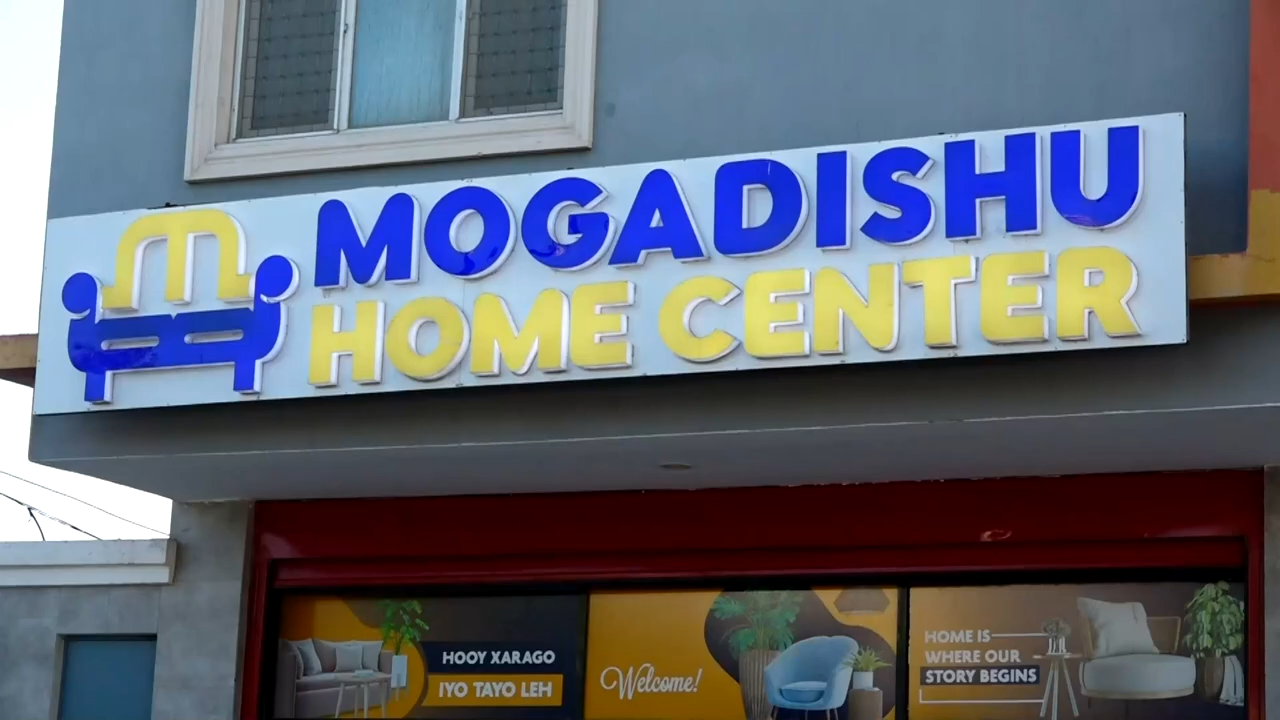 MOGADISHU
HOME CENTER
HOOY XARAGO
IYO TAYO LEH
Welcome!
HOME IS
WHERE OUR
STORY BEGINS